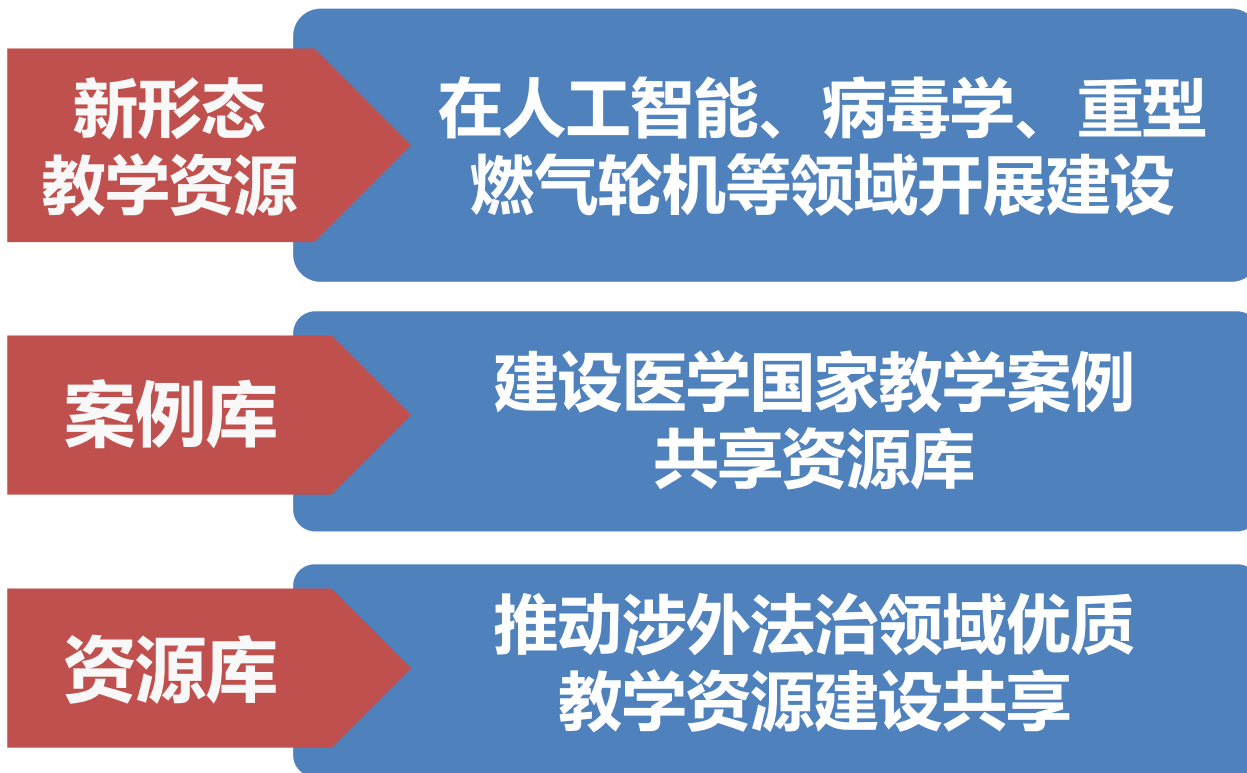 新形态
教学资源
在人工智能、病毒学、重型
燃气轮机等领域开展建设
案例库
建设医学国家教学案例
共享资源库
资源库
推动涉外法治领域优质
教学资源建设共享